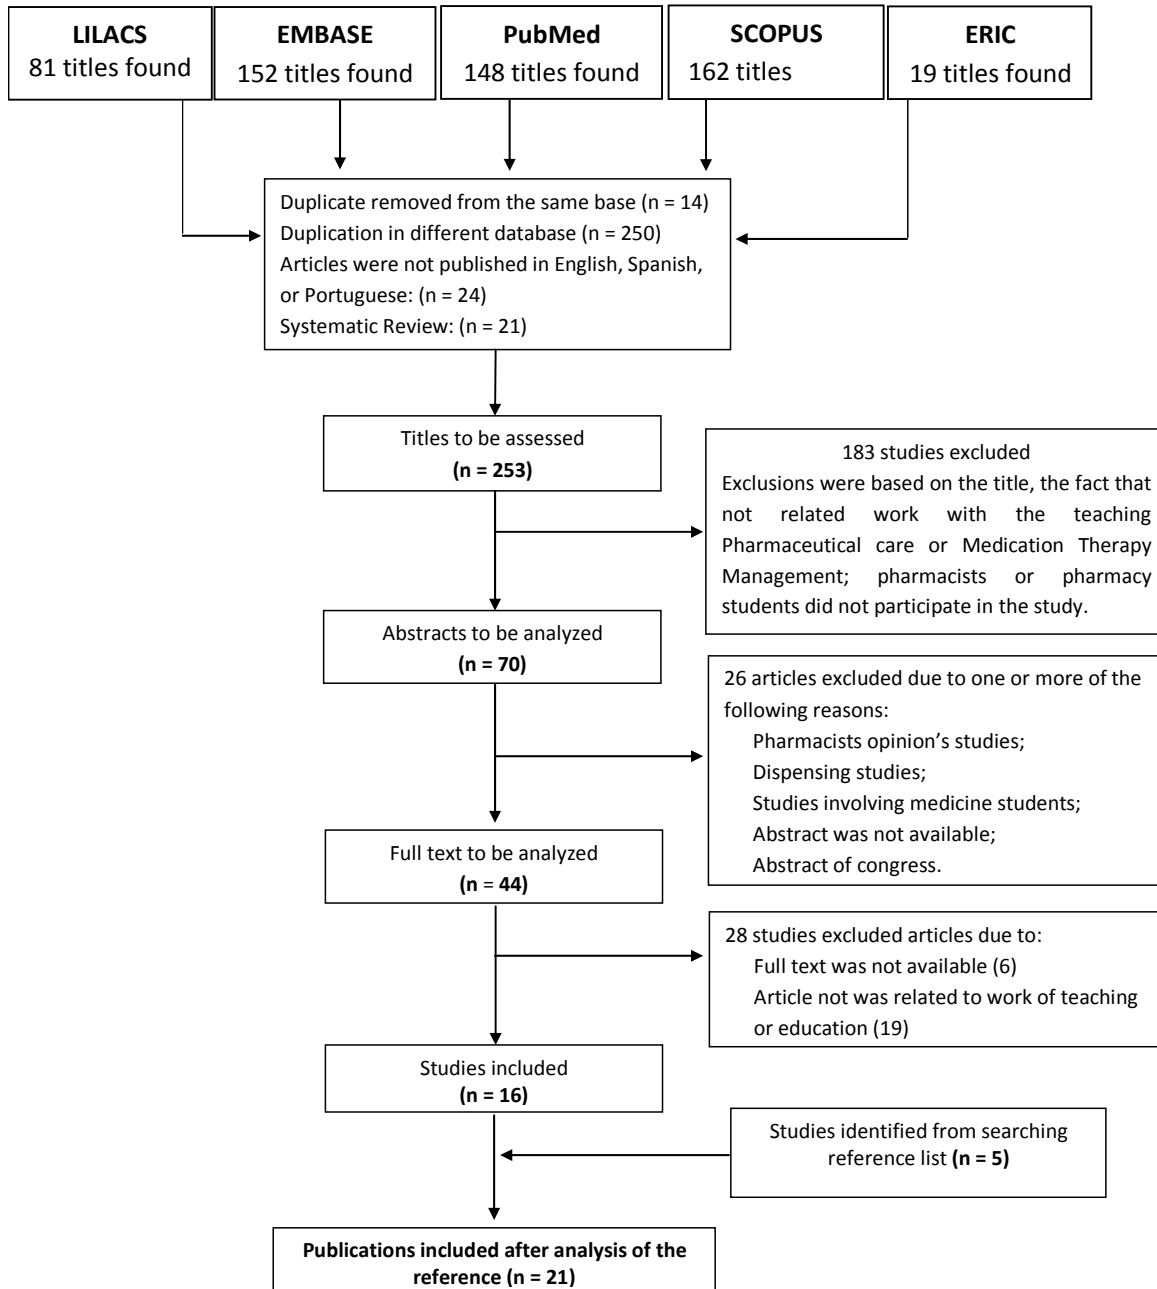 LILACS
81 titles found
EMBASE
152 titles found
PubMed
148 titles found
SCOPUS
162 titles
ERIC
19 titles found
Duplicate removed from the same base (n = 14)
Duplication in different database (n = 250)
Articles were not published in English, Spanish,
or Portuguese: (n = 24)
Systematic Review: (n = 21)
Titles to be assessed
(n = 253)
183 studies excluded
Exclusions were based on the title, the fact that
not related work with the teaching
Pharmaceutical care or Medication Therapy
Management; pharmacists or pharmacy
students did not participate in the study.
Abstracts to be analyzed
(n = 70)
26 articles excluded due to one or more of the
following reasons:
Pharmacists opinion's studies;
Dispensing studies;
Studies involving medicine students;
Abstract was not available;
Abstract of congress.
Full text to be analyzed
(n = 44)
28 studies excluded articles due to:
Full text was not available (6)
Article not was related to work of teaching
or education (19)
Studies included
(n = 16)
Studies identified from searching
reference list (n = 5)
Publications included after analysis of the
reference (n = 21)